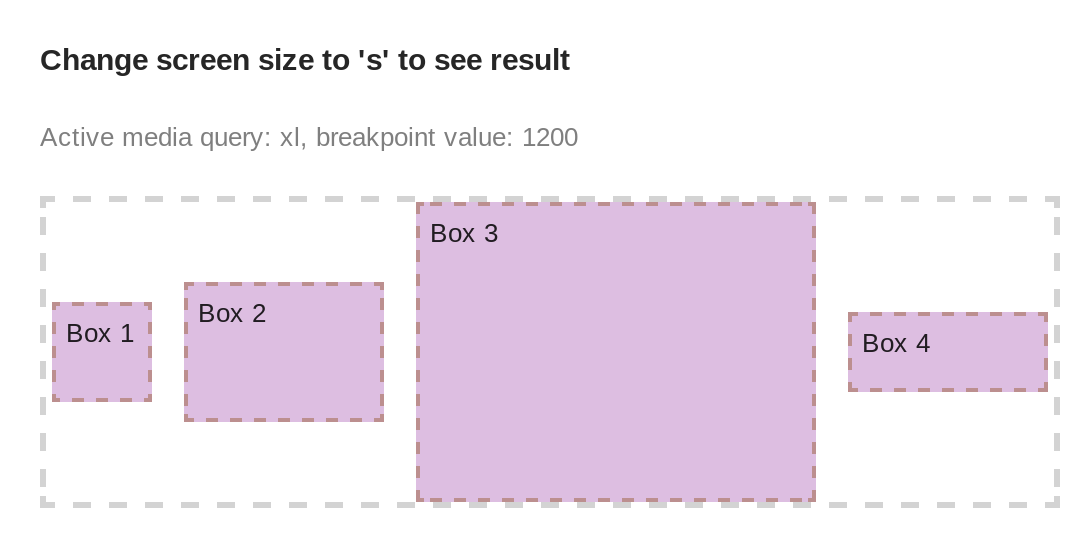 Change screen size to 's' to see result
Active media query: xl, breakpoint value: 1200
Box 1
Box 2
Box 3
Box 4